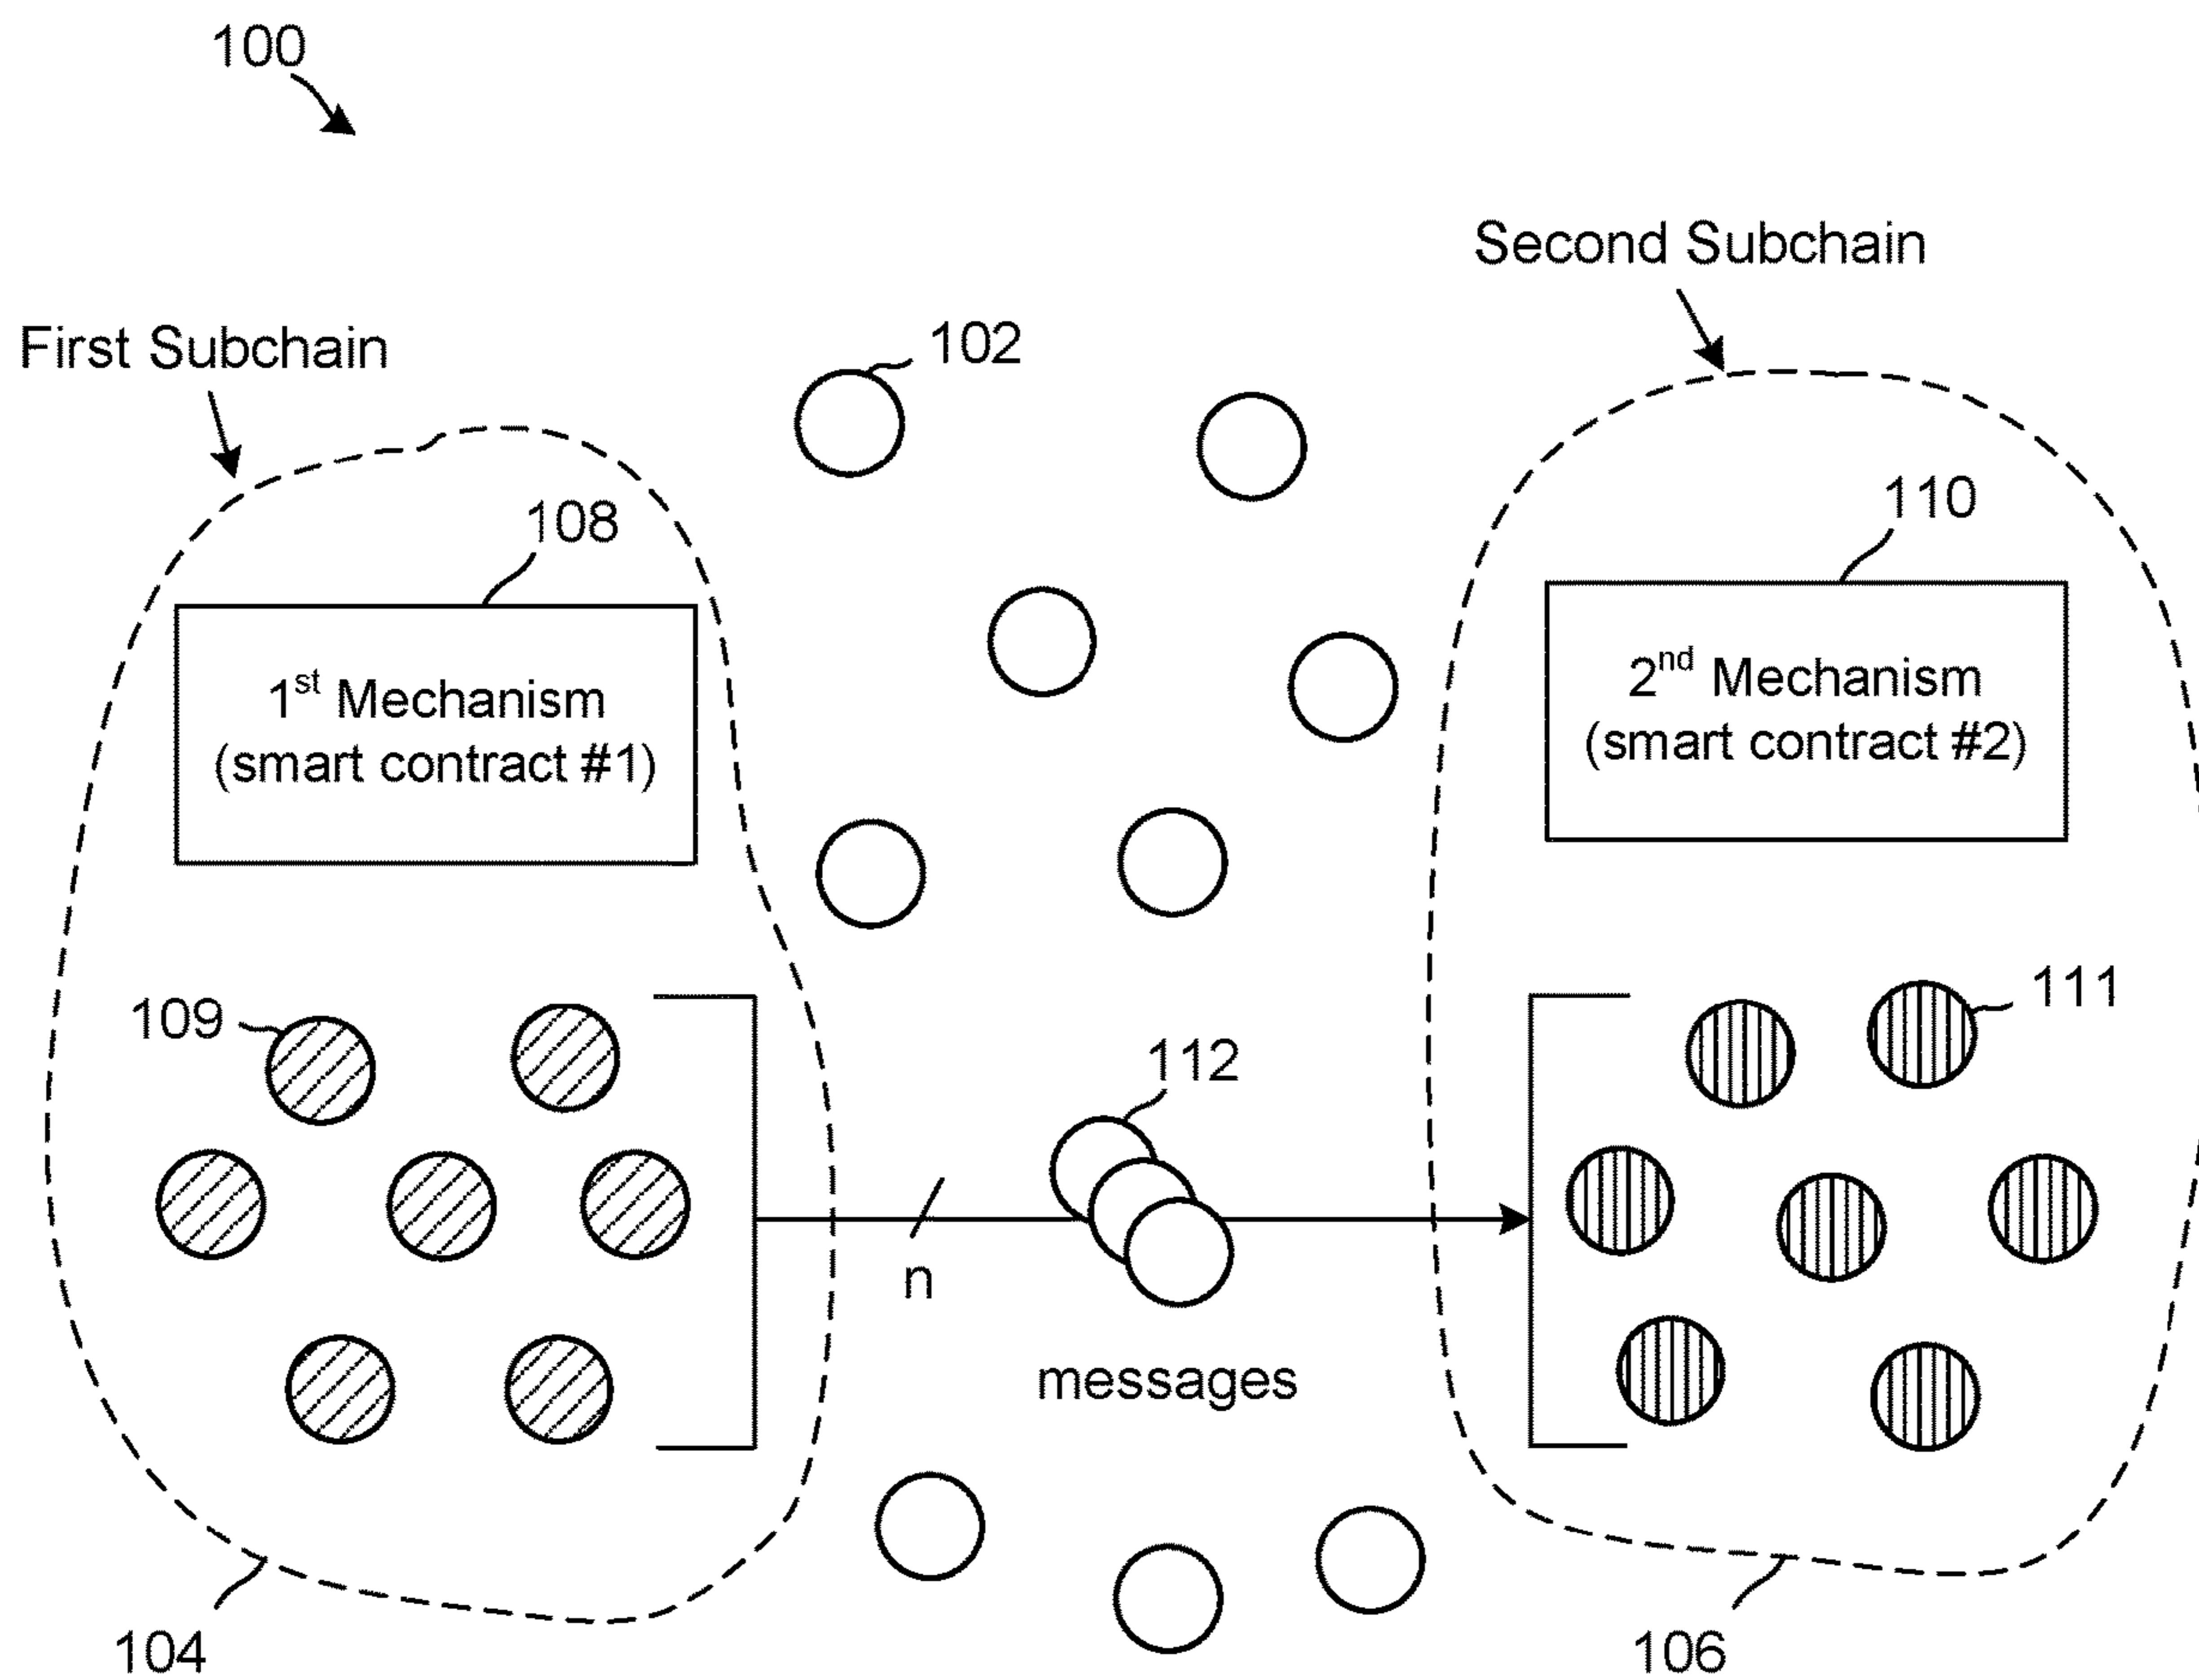 100
Second Subchain
First Subchain
102
108
110
1st Mechanism
(smart contract #1)
2nd Mechanism
(smart contract #2)
109
111
112
n
messages
104
106